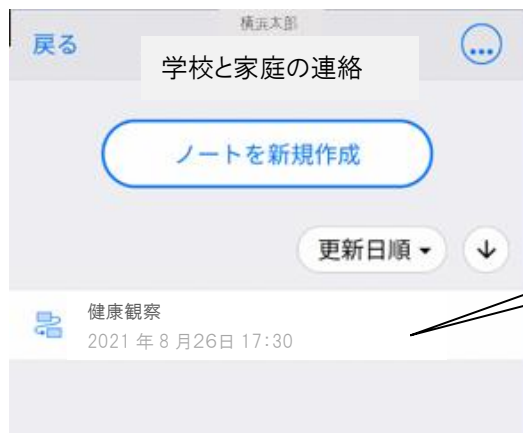 横浜太郎
戻る
学校と家庭の連絡
ノートを新規作成
更新日順
健康観察
2021 年 8 月26日 17:30